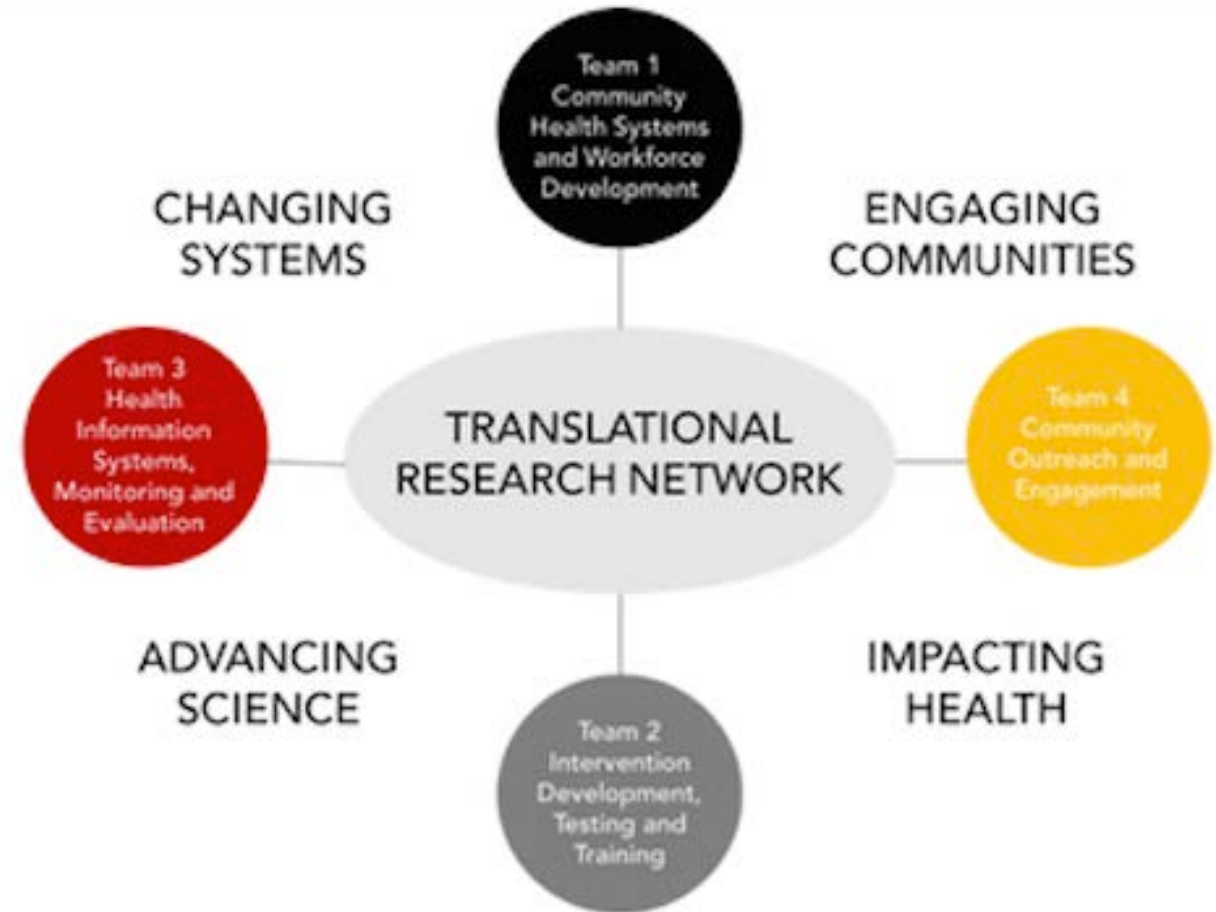 Team 1
Community
Health Systems
and Workforce
Development
CHANGING
SYSTEMS
ENGAGING
COMMUNITIES
Team 3
Health
Information
Systems,
Monitoring and
Evaluation
TRANSLATIONAL
RESEARCH NETWORK
Team 4
Community
Outreach and
Engagement
ADVANCING
SCIENCE
IMPACTING
HEALTH
Team 2
Intervention
Development,
Testing and
Training